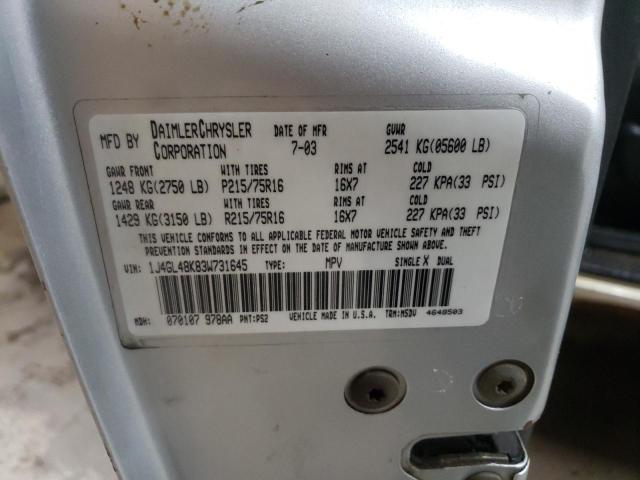 MFD BY DAIMLERCHRYSLER CORPORATION DATE OF MFR 7-03 GVWR 2541 KG(05600 LB)
GAWR FRONT WITH TIRES RIMS AT COLD
1248 KG(2750 LB) P215/75R16 16X7 227 KPA(33 PSI)
GAWR REAR WITH TIRES RIMS AT COLD
1429 KG(3150 LB) R215/75R16 16X7 227 KPA(33 PSI)
THIS VEHICLE CONFORMS TO ALL APPLICABLE FEDERAL MOTOR VEHICLE SAFETY AND THEFT
PREVENTION STANDARDS IN EFFECT ON THE DATE OF MANUFACTURE SHOWN ABOVE.
VIN: 1J4GL48K83W731645 TYPE: MPV SINGLE X DUAL
MDH: 070107 978AA PNT:PS2 VEHICLE MADE IN U.S.A. TRM:MSDV 4648503